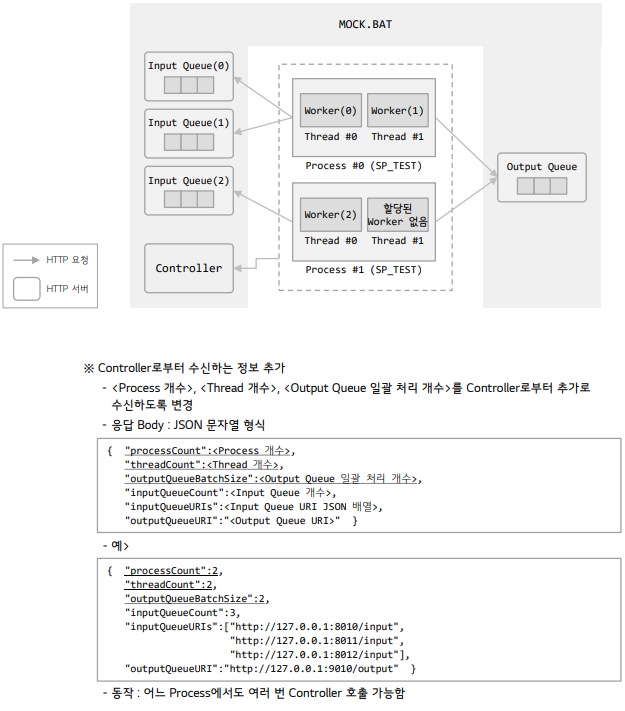 MOCK.BAT
Input Queue(0)
Input Queue(1)
Input Queue(2)
Controller
Worker(0)
Worker(1)
Thread #0
Thread #1
Process #0 (SP_TEST)
Worker(2)
할당된
Worker 없음
Thread #0
Thread #1
Process #1 (SP_TEST)
Output Queue
HTTP 요청
HTTP 서버
※ Controller로부터 수신하는 정보 추가
- <Process 개수>, <Thread 개수>, <Output Queue 일괄 처리 개수>를 Controller로부터 추가로
수신하도록 변경
- 응답 Body : JSON 문자열 형식
{ "processCount":<Process 개수>,
"threadCount":<Thread 개수>,
"outputQueueBatchSize":<Output Queue 일괄 처리 개수>,
"inputQueueCount":<Input Queue 개수>,
"inputQueueURIs":<Input Queue URI JSON 배열>,
"outputQueueURI":"<Output Queue URI>" }
- 예>
{ "processCount":2,
"threadCount":2,
"outputQueueBatchSize":2,
"inputQueueCount":3,
"inputQueueURIs":["http://127.0.0.1:8010/input",
"http://127.0.0.1:8011/input",
"http://127.0.0.1:8012/input"],
"outputQueueURI":"http://127.0.0.1:9010/output" }
- 동작 : 어느 Process에서도 여러 번 Controller 호출 가능함